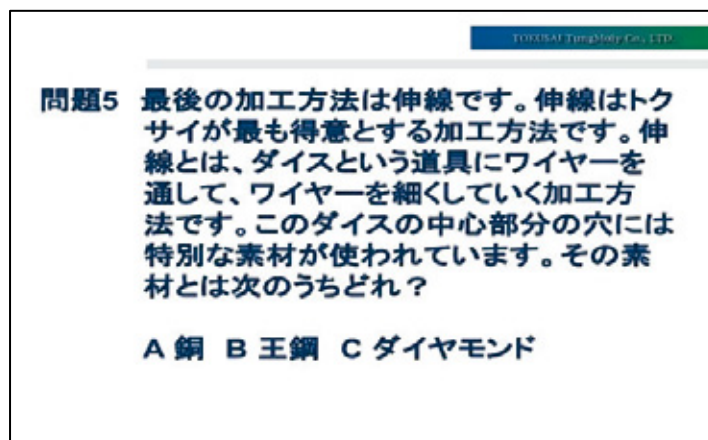 TOKUSAI TungMoly Co., LTD.
問題5 最後の加工方法は伸線です。伸線はトク
サイが最も得意とする加工方法です。伸
線とは、ダイスという道具にワイヤーを
通して、ワイヤーを細くしていく加工方
法です。このダイスの中心部分の穴には
特別な素材が使われています。その素
材とは次のうちどれ？
A 銅 B 王鋼 C ダイヤモンド